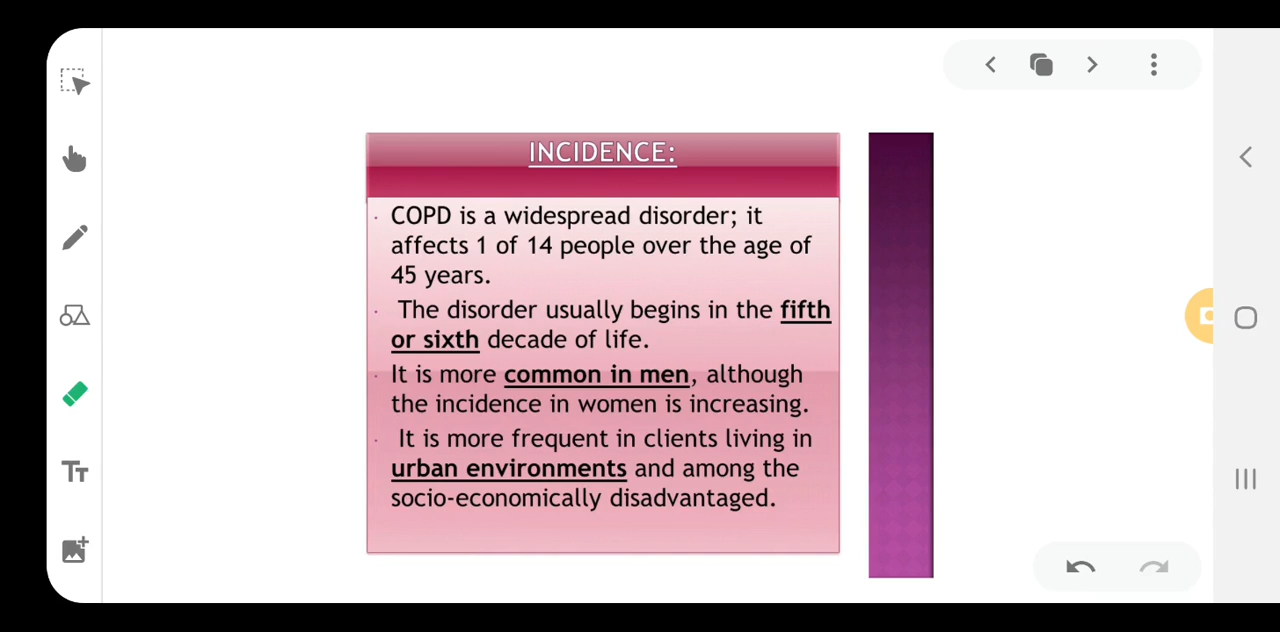 INCIDENCE:
· COPD is a widespread disorder; it
affects 1 of 14 people over the age of
45 years.
· The disorder usually begins in the fifth
or sixth decade of life.
· It is more common in men, although
the incidence in women is increasing.
· It is more frequent in clients living in
urban environments and among the
socio-economically disadvantaged.
TT